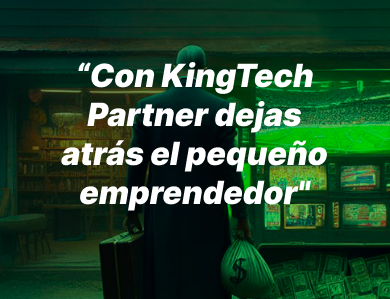 “Con KingTech
Partner dejas
atrás el pequeño
emprendedor"
$